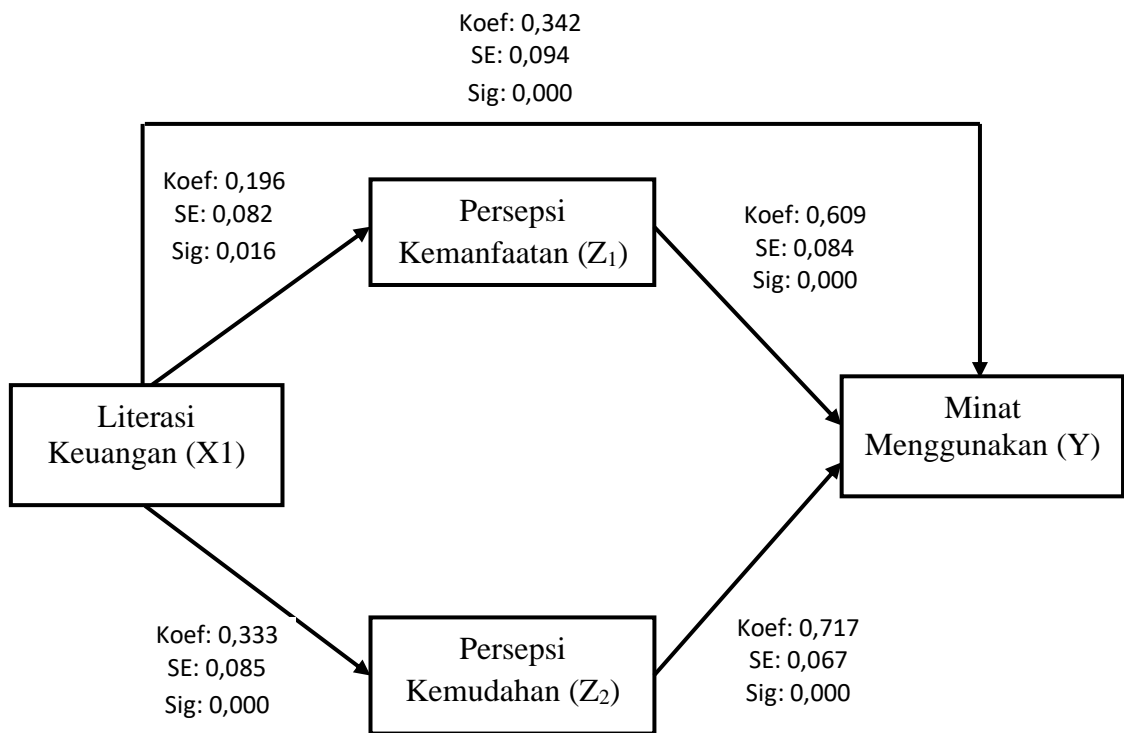 Koef: 0,342
SE: 0,094
Sig: 0,000
Koef: 0,196
SE: 0,082
Sig: 0,016
Persepsi
Kemanfaatan (Z₁)
Koef: 0,609
SE: 0,084
Sig: 0,000
Literasi
Keuangan (X1)
Minat
Menggunakan (Y)
Koef: 0,333
SE: 0,085
Sig: 0,000
Persepsi
Kemudahan (Z₂)
Koef: 0,717
SE: 0,067
Sig: 0,000